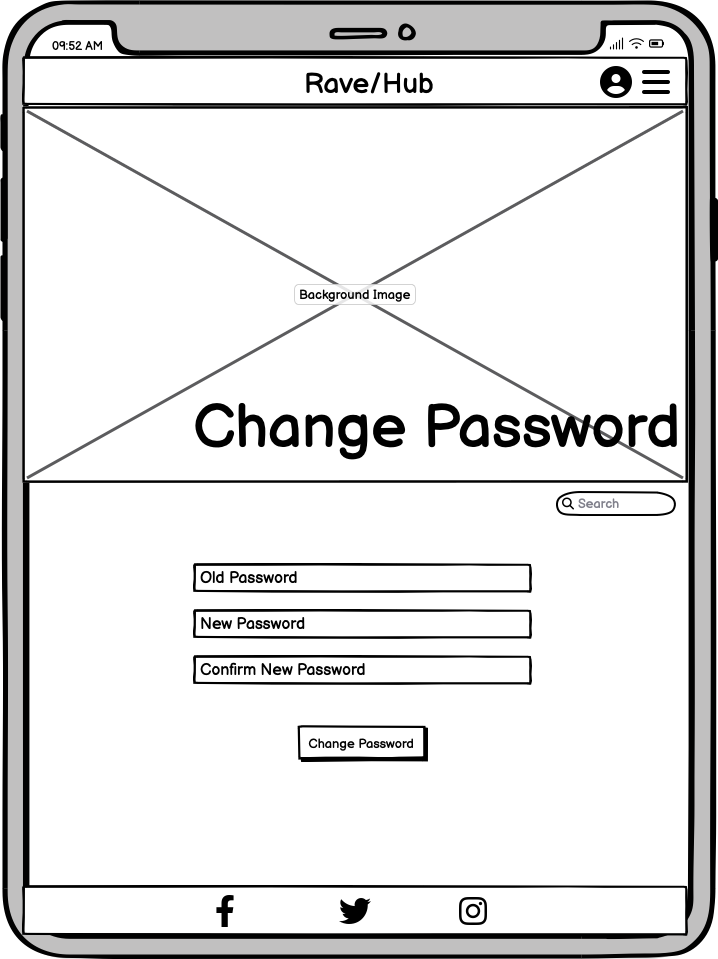 09:52 AM
Rave/Hub
Background Image
Change Password
Search
Old Password
New Password
Confirm New Password
Change Password